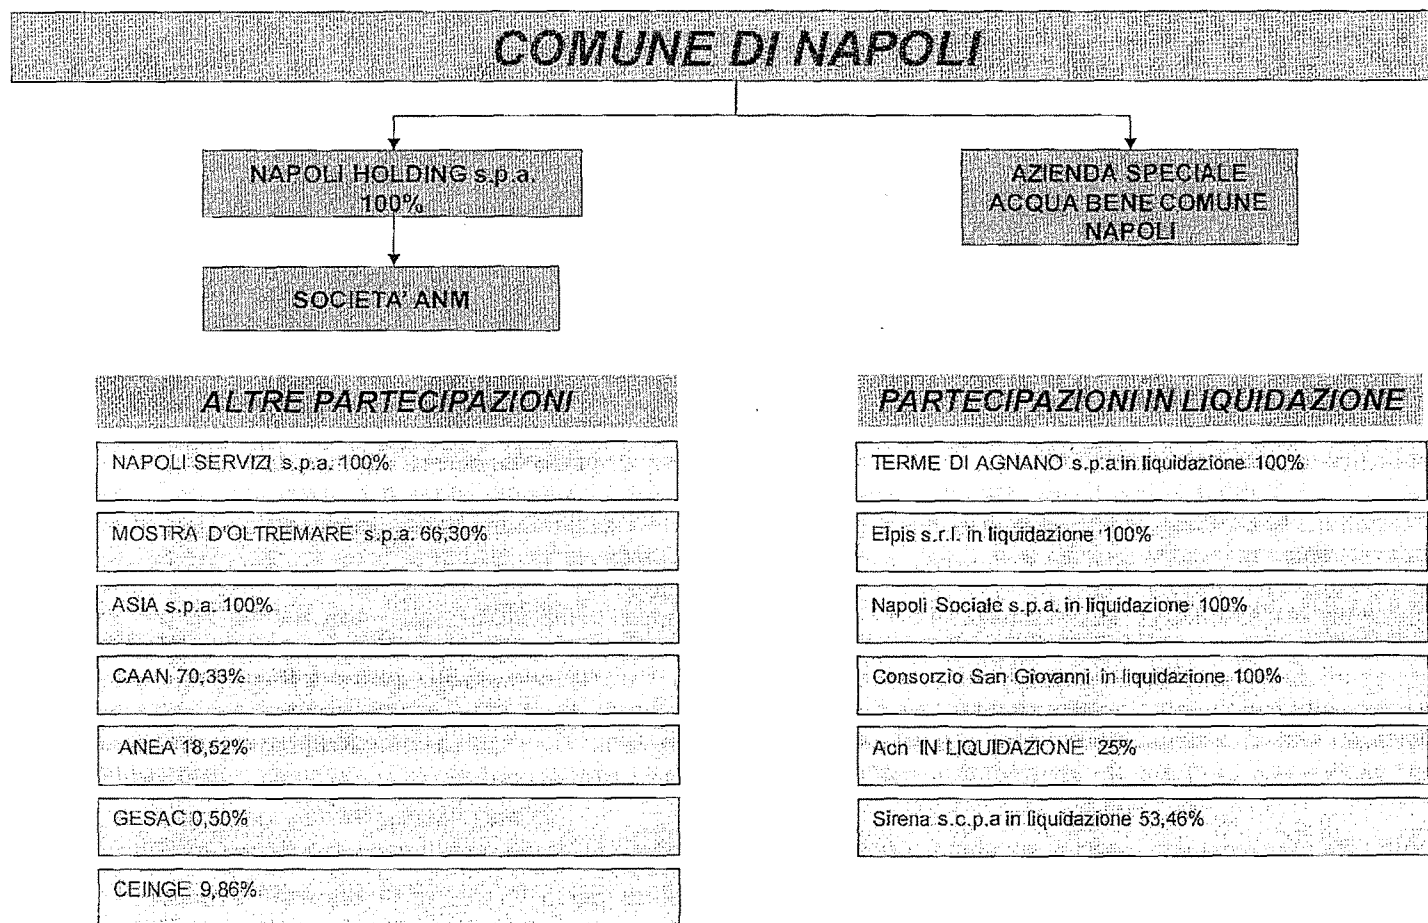 COMUNE DI NAPOLI
NAPOLI HOLDING s.p.a.
100%
AZIENDA SPECIALE
ACQUA BENE COMUNE
NAPOLI
SOCIETA' ANM
ALTRE PARTECIPAZIONI
NAPOLI SERVIZI s.p.a. 100%
MOSTRA D'OLTREMARE s.p.a. 66,30%
ASIA s.p.a. 100%
CAAN 70,33%
ANEA 18,52%
GESAC 0,50%
CEINGE 9,86%
PARTECIPAZIONI IN LIQUIDAZIONE
TERME DI AGNANO s.p.a in liquidazione 100%
Elpis s.r.l. in liquidazione 100%
Napoli Sociale s.p.a. in liquidazione 100%
Consorzio San Giovanni in liquidazione 100%
Acn IN LIQUIDAZIONE 25%
Sirena s.c.p.a in liquidazione 53,46%